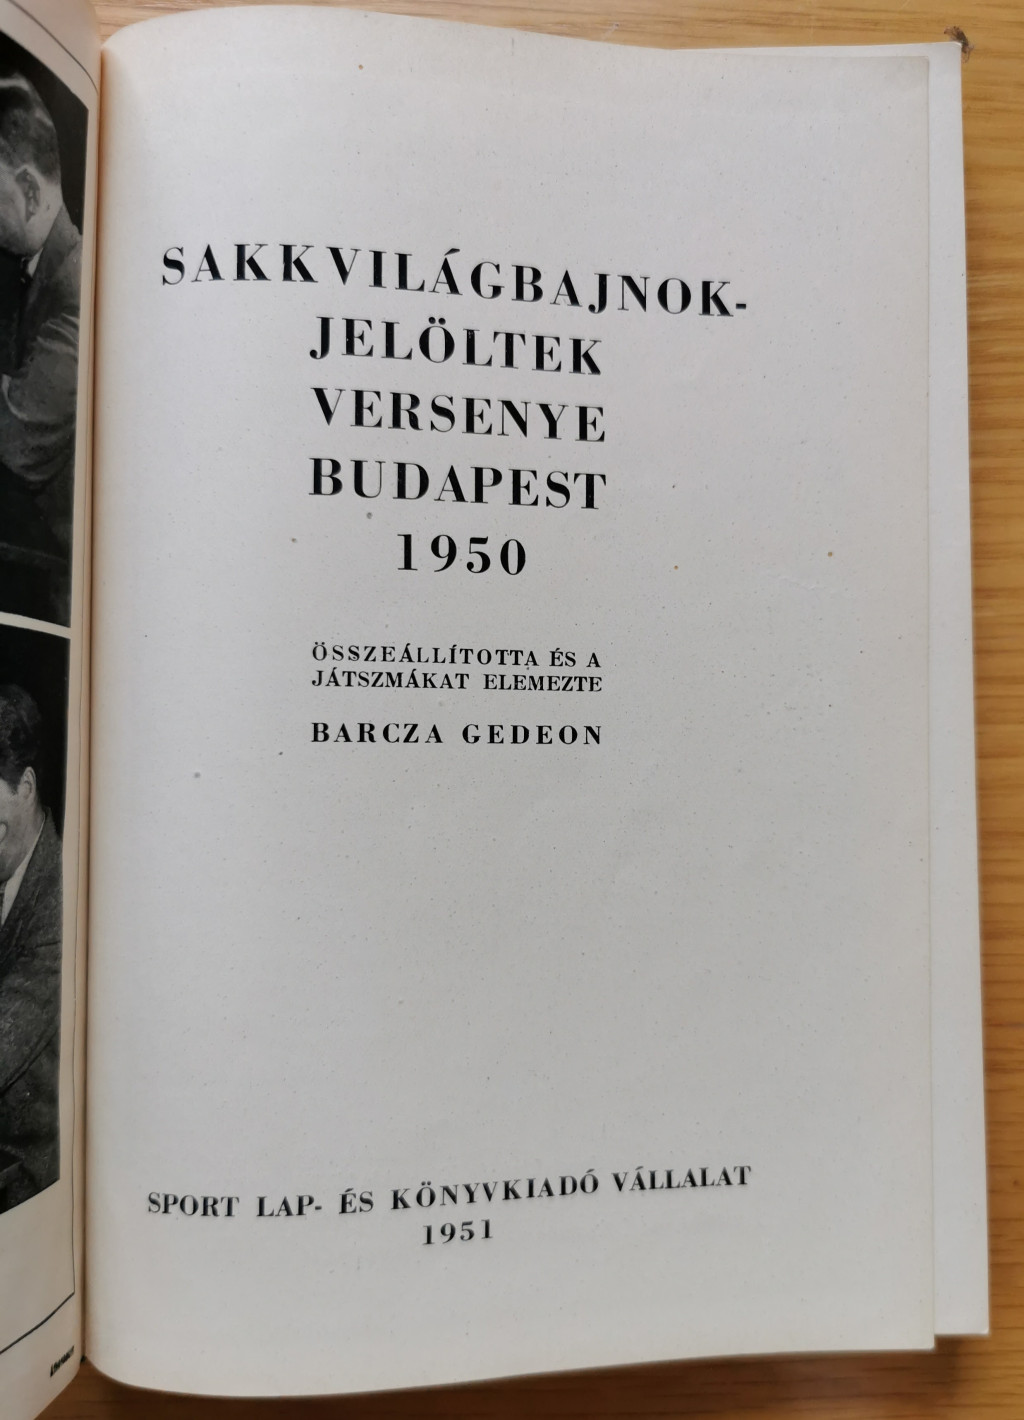 SAKKVILÁGBAJNOK-
JELÖLTEK
VERSENYE
BUDAPEST
1950
ÖSSZEÁLLÍTOTTA ÉS A
JÁTSZMÁKAT ELEMEZTE
BARCZA GEDEON
SPORT LAP- ÉS KÖNYVKIADÓ VÁLLALAT
1951